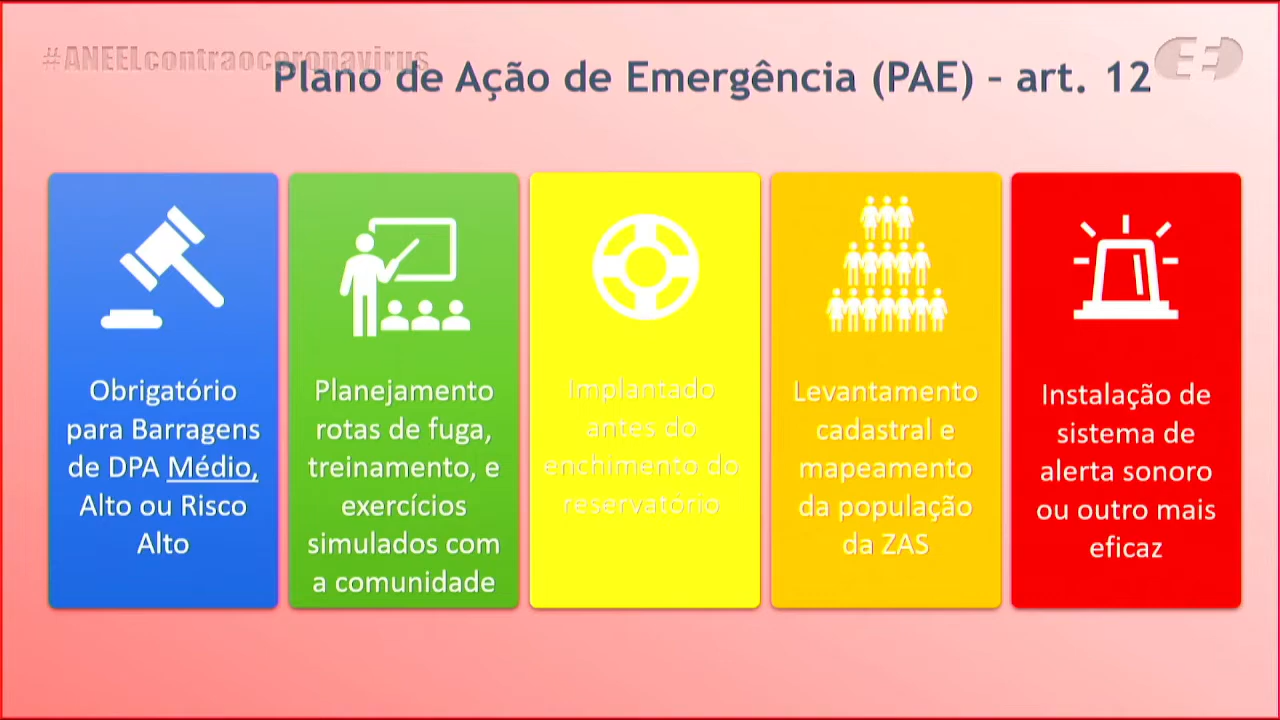 #ANEELcontraocoronavirus
Plano de Ação de Emergência (PAE) – art. 12
Obrigatório
para Barragens
de DPA Médio,
Alto ou Risco
Alto
Planejamento
rotas de fuga,
treinamento, e
exercícios
simulados com
a comunidade
Implantado
antes do
enchimento do
reservatório
Levantamento
cadastral e
mapeamento
da população
da ZAS
Instalação de
sistema de
alerta sonoro
ou outro mais
eficaz